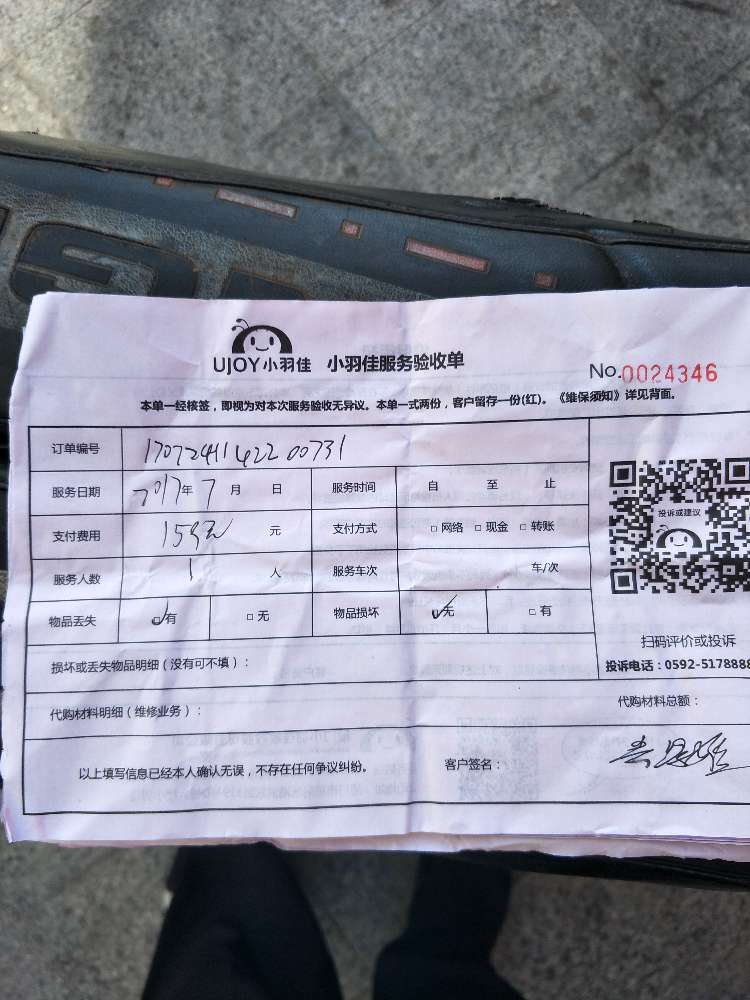 UJOY小羽佳 小羽佳服务验收单
No.0024346
本单一经核签，即视为对本次服务验收无异议。本单一式两份，客户留存一份(红)。《维保须知》详见背面。
订单编号 170724114220 00731
服务日期 2017年 7 月 日 服务时间 自 至 止
支付费用 159元 元 支付方式 □网络 □现金 □转账
服务人数 1 人 服务车次 车/次
物品丢失 □有 □无 物品损坏 □无 □有
投诉或建议
扫码评价或投诉
投诉电话：0592-5178888
损坏或丢失物品明细（没有可不填）：
代购材料明细（维修业务）： 代购材料总额：
以上填写信息已经本人确认无误，不存在任何争议纠纷。 客户签名：